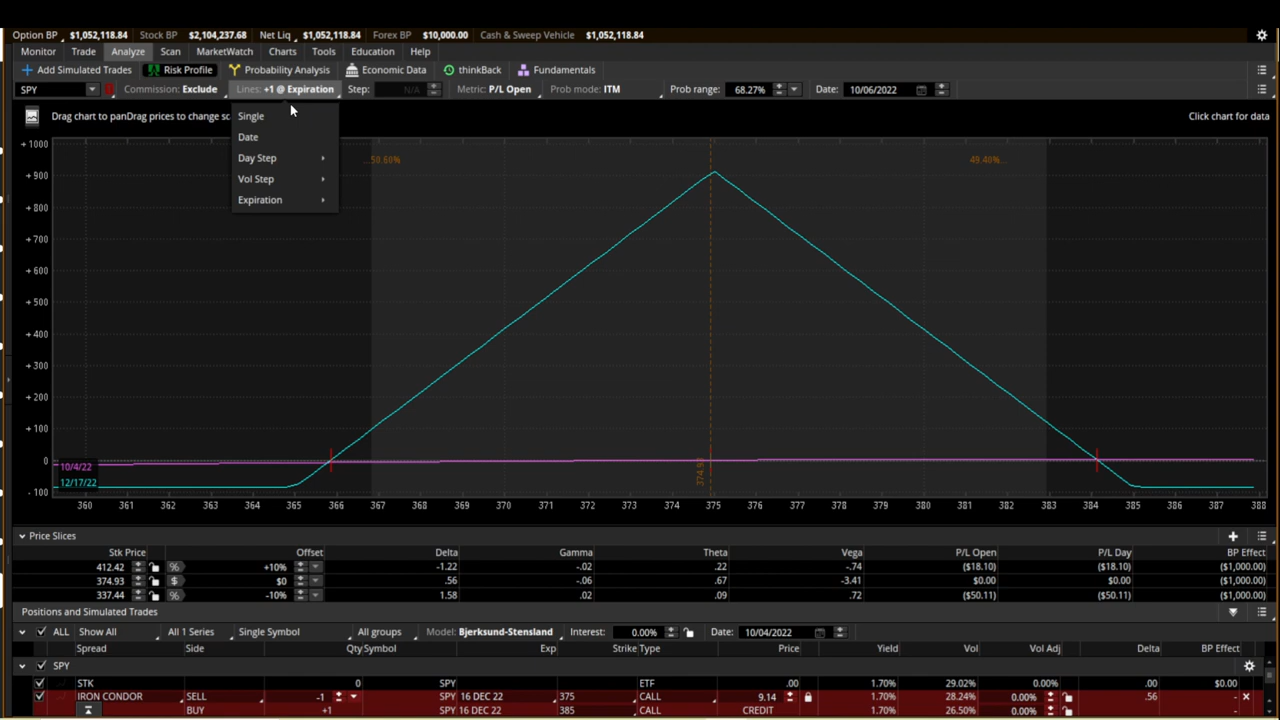 Option BP $1,052,118.84 Stock BP $2,104,237.68 Net Liq $1,052,118.84 Forex BP $10,000.00 Cash & Sweep Vehicle $1,052,118.84
Monitor Trade Analyze Scan MarketWatch Charts Tools Education Help
Add Simulated Trades Risk Profile Probability Analysis Economic Data thinkBack Fundamentals
SPY Commission: Exclude Lines: +1 @ Expiration Step: N/A Metric: P/L Open Prob mode: ITM Prob range: 68.27% Date: 10/06/2022
Drag chart to panDrag prices to change sc Click chart for data
Single
Date
Day Step
Vol Step
Expiration
+1000
...50.60% 49.40%...
+900
+800
+700
+600
+500
+400
+300
+200
+100
0
10/4/22 374.93
12/17/22
-100
360 361 362 363 364 365 366 367 368 369 370 371 372 373 374 375 376 377 378 379 380 381 382 383 384 385 386 387 388
Price Slices
Stk Price Offset Delta Gamma Theta Vega P/L Open P/L Day BP Effect
412.42 % +10% -1.22 -.02 .22 -.74 ($18.10) ($18.10) ($1,000.00)
374.93 $ $0 .56 -.06 .67 -3.41 $0.00 $0.00 ($1,000.00)
337.44 % -10% 1.58 .02 .09 .72 ($50.11) ($50.11) ($1,000.00)
Positions and Simulated Trades
ALL Show All All 1 Series Single Symbol All groups Model: Bjerksund-Stensland Interest: 0.00% Date: 10/04/2022
Spread Side Qty Symbol Exp Strike Type Price Yield Vol Vol Adj Delta BP Effect
SPY
STK 0 SPY ETF .00 1.70% 29.02% 0.00% .00 $0.00
IRON CONDOR SELL -1 SPY 16 DEC 22 375 CALL 9.14 1.70% 28.24% 0.00% .56 -
BUY +1 SPY 16 DEC 22 385 CALL CREDIT 1.70% 26.50% 0.00% -